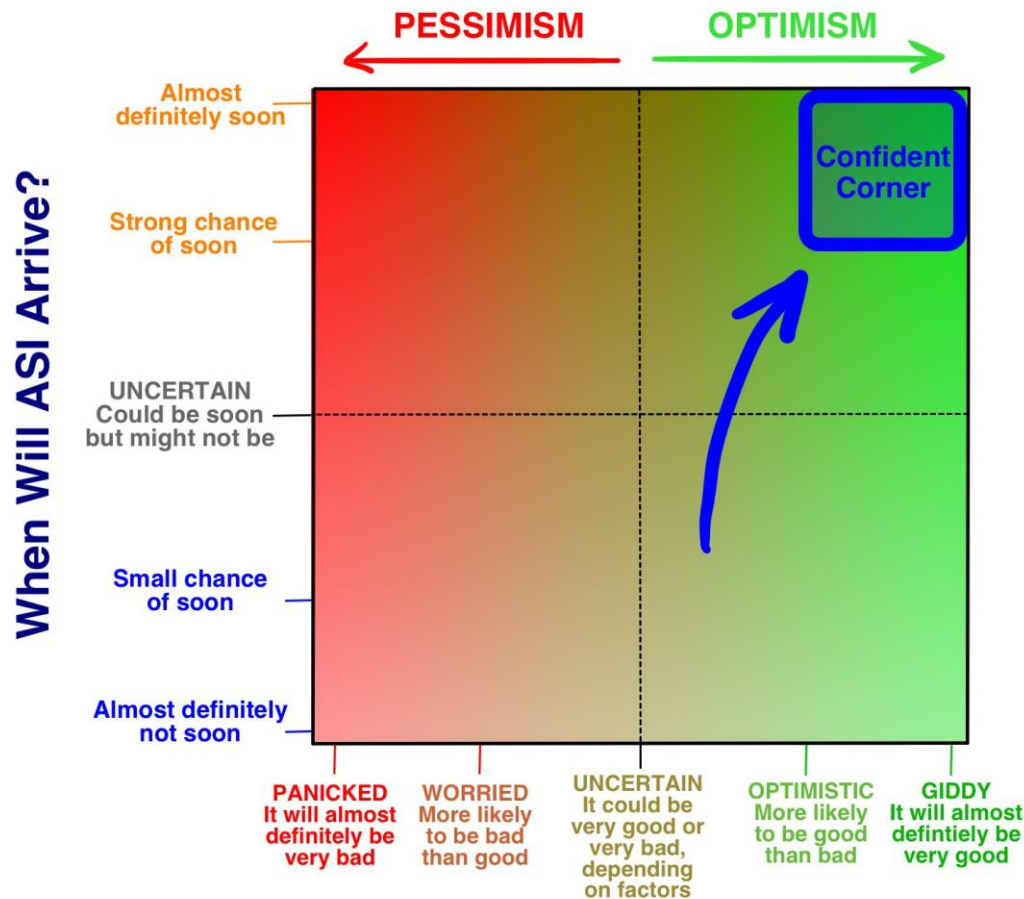 PESSIMISM
OPTIMISM
When Will ASI Arrive?
Almost
definitely soon
Strong chance
of soon
UNCERTAIN
Could be soon
but might not be
Small chance
of soon
Almost definitely
not soon
Confident
Corner
PANICKED
It will almost
definitely be
very bad
WORRIED
More likely
to be bad
than good
UNCERTAIN
It could be
very good or
very bad,
depending
on factors
OPTIMISTIC
More likely
to be good
than bad
GIDDY
It will almost
defintiely be
very good